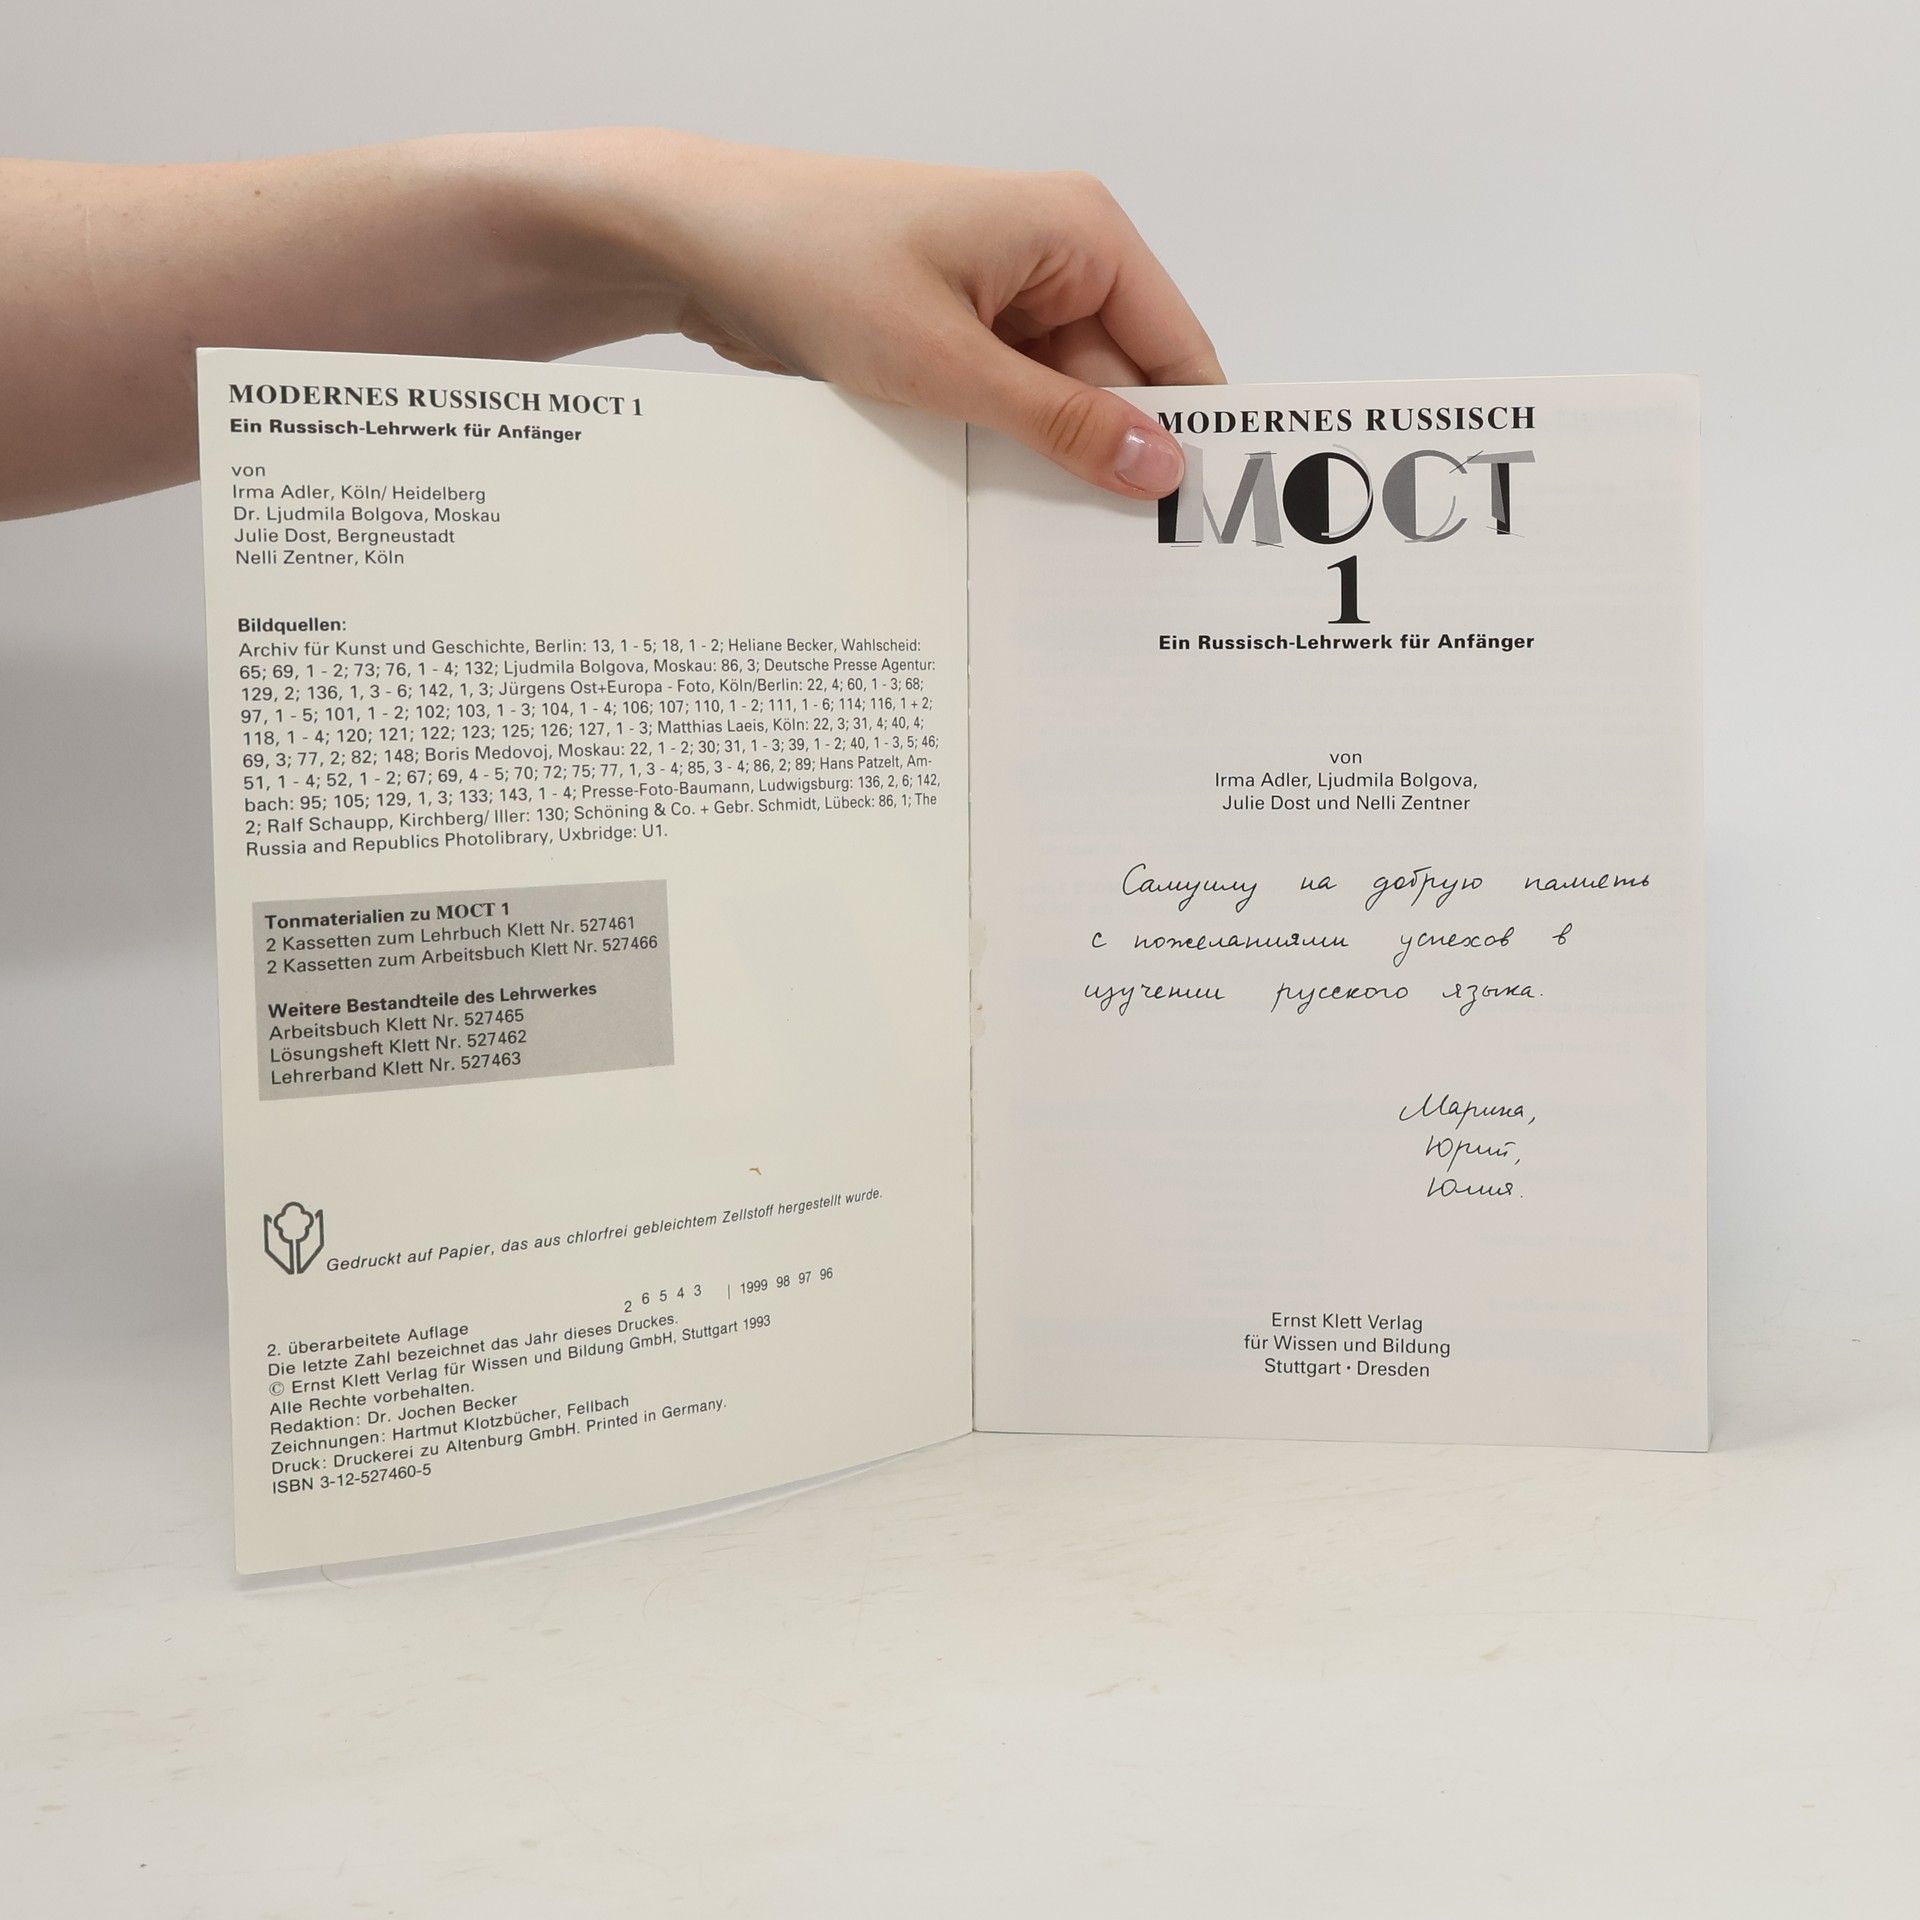 MODERNES RUSSISCH МОСТ 1
Ein Russisch-Lehrwerk für Anfänger
von
Irma Adler, Köln/ Heidelberg
Dr. Ljudmila Bolgova, Moskau
Julie Dost, Bergneustadt
Nelli Zentner, Köln
Bildquellen:
Archiv für Kunst und Geschichte, Berlin: 13, 1 - 5; 18, 1 - 2; Heliane Becker, Wahlscheid:
65; 69, 1 - 2; 73; 76, 1 - 4; 132; Ljudmila Bolgova, Moskau: 86, 3; Deutsche Presse Agentur:
129, 2; 136, 1, 3 - 6; 142, 1, 3; Jürgens Ost+Europa - Foto, Köln/Berlin: 22, 4; 60, 1 - 3; 68;
97, 1 - 5; 101, 1 - 2; 102; 103, 1 - 3; 104, 1 - 4; 106; 107; 110, 1 - 2; 111, 1 - 6; 114; 116, 1 + 2;
118, 1 - 4; 120; 121; 122; 123; 125; 126; 127, 1 - 3; Matthias Laeis, Köln: 22, 3; 31, 4; 40, 4;
69, 3; 77, 2; 82; 148; Boris Medovoj, Moskau: 22, 1 - 2; 30; 31, 1 - 3; 39, 1 - 2; 40, 1 - 3, 5; 46;
51, 1 - 4; 52, 1 - 2; 67; 69, 4 - 5; 70; 72; 75; 77, 1, 3 - 4; 85, 3 - 4; 86, 2; 89; Hans Patzelt, Am-
bach: 95; 105; 129, 1, 3; 133; 143, 1 - 4; Presse-Foto-Baumann, Ludwigsburg: 136, 2, 6; 142,
2; Ralf Schaupp, Kirchberg/ Iller: 130; Schöning & Co. + Gebr. Schmidt, Lübeck: 86, 1; The
Russia and Republics Photolibrary, Uxbridge: U1.
Tonmaterialien zu МОСТ 1
2 Kassetten zum Lehrbuch Klett Nr. 527461
2 Kassetten zum Arbeitsbuch Klett Nr. 527466
Weitere Bestandteile des Lehrwerkes
Arbeitsbuch Klett Nr. 527465
Lösungsheft Klett Nr. 527462
Lehrerband Klett Nr. 527463
Gedruckt auf Papier, das aus chlorfrei gebleichtem Zellstoff hergestellt wurde.
2. überarbeitete Auflage 2 6 5 4 3 | 1999 98 97 96
Die letzte Zahl bezeichnet das Jahr dieses Druckes.
© Ernst Klett Verlag für Wissen und Bildung GmbH, Stuttgart 1993
Alle Rechte vorbehalten.
Redaktion: Dr. Jochen Becker
Zeichnungen: Hartmut Klotzbücher, Fellbach
Druck: Druckerei zu Altenburg GmbH. Printed in Germany.
ISBN 3-12-527460-5
MODERNES RUSSISCH
МОСТ
1
Ein Russisch-Lehrwerk für Anfänger
von
Irma Adler, Ljudmila Bolgova,
Julie Dost und Nelli Zentner
Самуилу на добрую память
с пожеланиями успехов в
изучении русского языка.
Марина,
Юрий,
Юлия.
Ernst Klett Verlag
für Wissen und Bildung
Stuttgart • Dresden